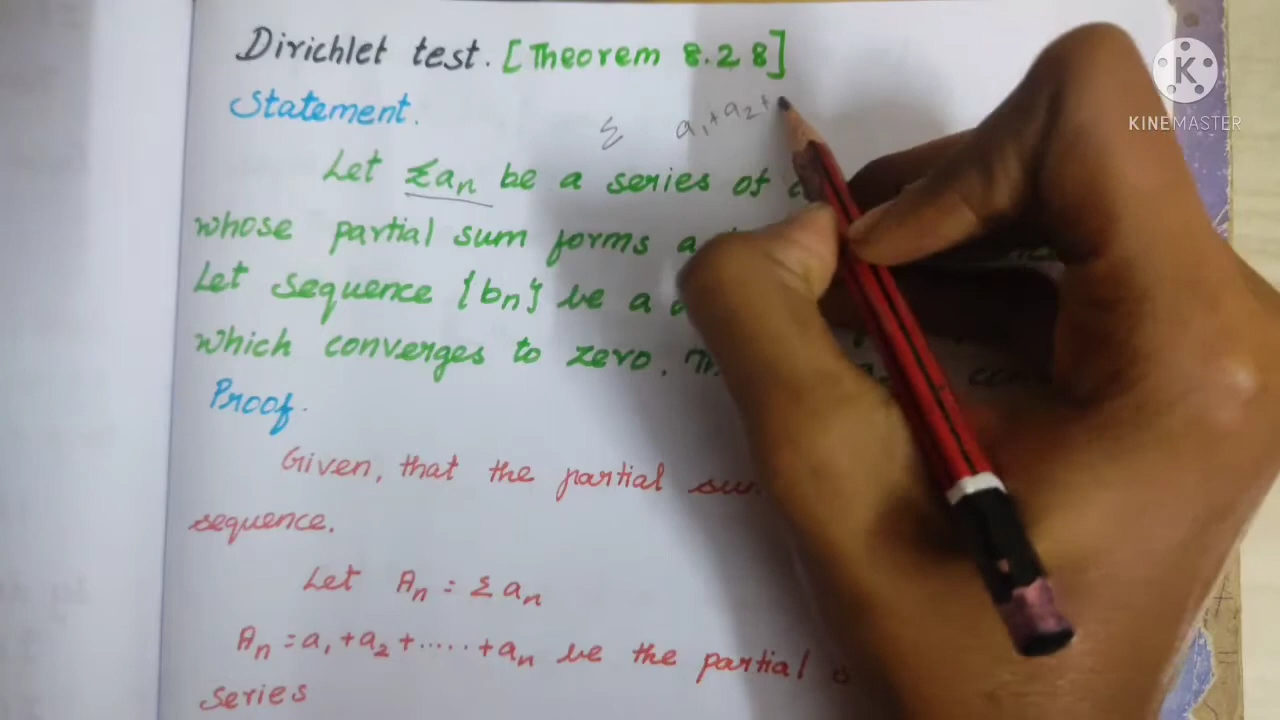 Dirichlet test. [Theorem 8.2.8]
Statement.
Σ a₁+a₂+
Let Σaₙ be a series of
whose partial sum forms a
Let sequence {bₙ} be a
which converges to zero.
Proof.
Given, that the partial
sequence.
Let Aₙ = Σ aₙ
Aₙ = a₁ + a₂ + ..... + aₙ be the partial
series
K
KINEMASTER